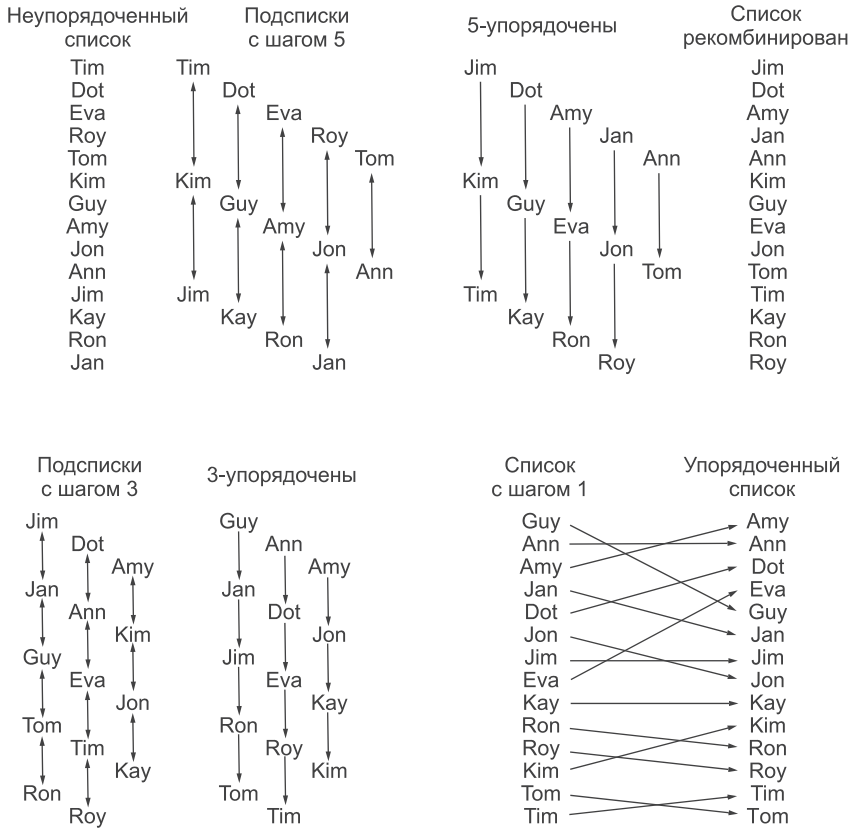 Неупорядоченный список
Подсписки с шагом 5
5-упорядочены
Список рекомбинирован
Tim Tim Jim Jim
Dot Dot Dot Dot
Eva Eva Amy Amy
Roy Roy Jan Jan
Tom Tom Ann Ann
Kim Kim Kim Kim
Guy Guy Guy Guy
Amy Amy Eva Eva
Jon Jon Jon Jon
Ann Ann Tom Tom
Jim Jim Tim Tim
Kay Kay Kay Kay
Ron Ron Ron Ron
Jan Jan Roy Roy
Подсписки с шагом 3
3-упорядочены
Список с шагом 1
Упорядоченный список
Jim Guy Guy Amy
Dot Ann Ann Ann
Amy Amy Amy Dot
Jan Jan Jan Eva
Ann Dot Dot Guy
Kim Jon Jon Jan
Guy Jim Jim Jim
Eva Eva Eva Jon
Jon Kay Kay Kay
Tom Ron Ron Kim
Tim Roy Roy Ron
Kay Kim Kim Roy
Ron Tom Tom Tim
Roy Tim Tim Tom